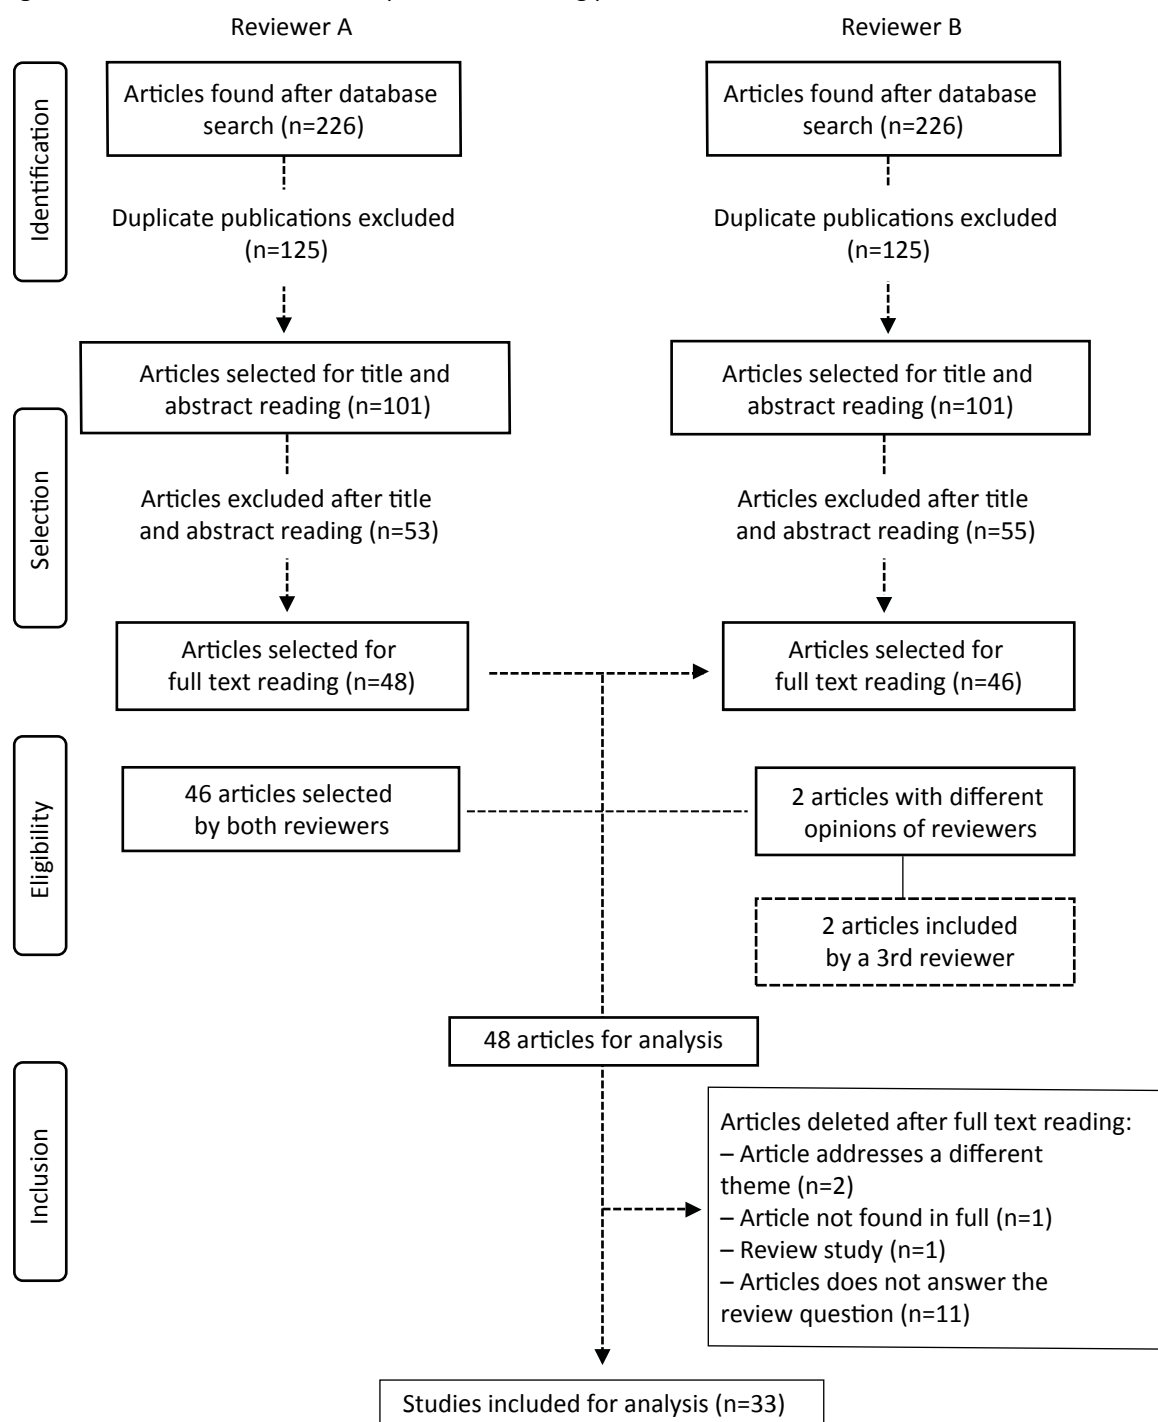 Reviewer A
Reviewer B
Identification
Articles found after database
search (n=226)
Articles found after database
search (n=226)
Duplicate publications excluded
(n=125)
Duplicate publications excluded
(n=125)
Selection
Articles selected for title and
abstract reading (n=101)
Articles selected for title and
abstract reading (n=101)
Articles excluded after title
and abstract reading (n=53)
Articles excluded after title
and abstract reading (n=55)
Articles selected for
full text reading (n=48)
Articles selected for
full text reading (n=46)
Eligibility
46 articles selected
by both reviewers
2 articles with different
opinions of reviewers
2 articles included
by a 3rd reviewer
48 articles for analysis
Inclusion
Articles deleted after full text reading:
– Article addresses a different
theme (n=2)
– Article not found in full (n=1)
– Review study (n=1)
– Articles does not answer the
review question (n=11)
Studies included for analysis (n=33)